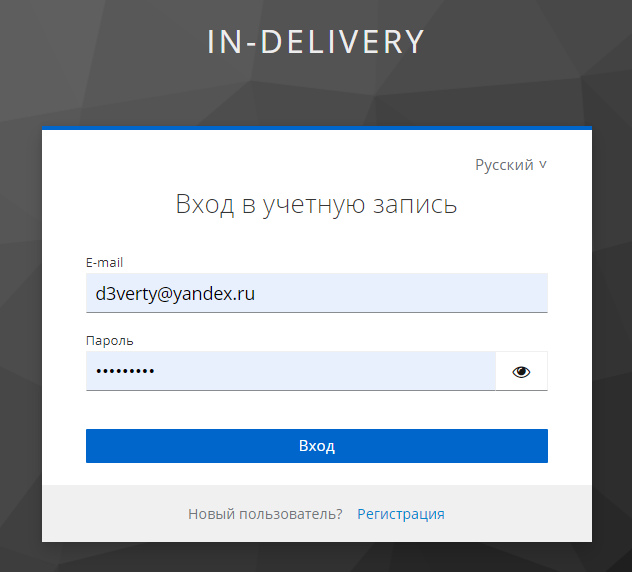 IN-DELIVERY
Русский ˅
Вход в учетную запись
E-mail
d3verty@yandex.ru
Пароль
•••••••••
Вход
Новый пользователь? Регистрация